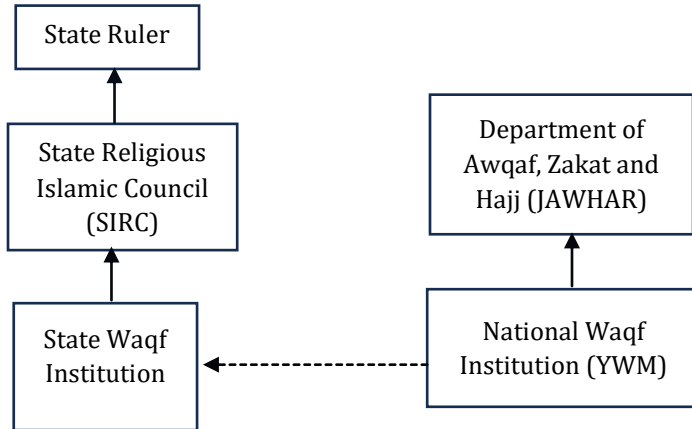 State Ruler
State Religious
Islamic Council
(SIRC)
Department of
Awqaf, Zakat and
Hajj (JAWHAR)
State Waqf
Institution
National Waqf
Institution (YWM)